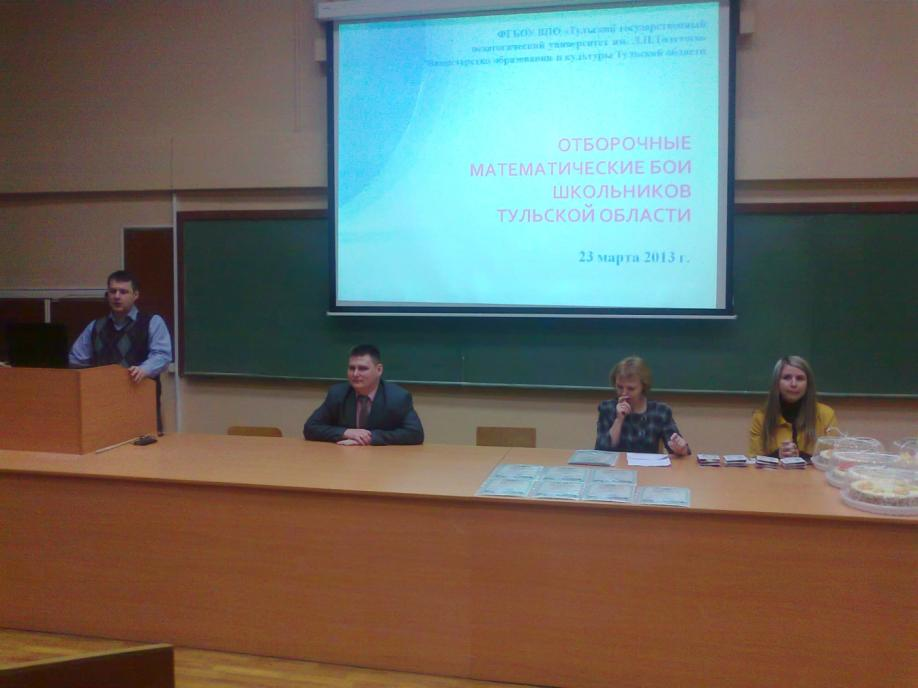 ФГБОУ ВПО «Тульский государственный
педагогический университет им. Л.Н.Толстого»
Министерство образования и культуры Тульской области
ОТБОРОЧНЫЕ
МАТЕМАТИЧЕСКИЕ БОИ
ШКОЛЬНИКОВ
ТУЛЬСКОЙ ОБЛАСТИ
23 марта 2013 г.